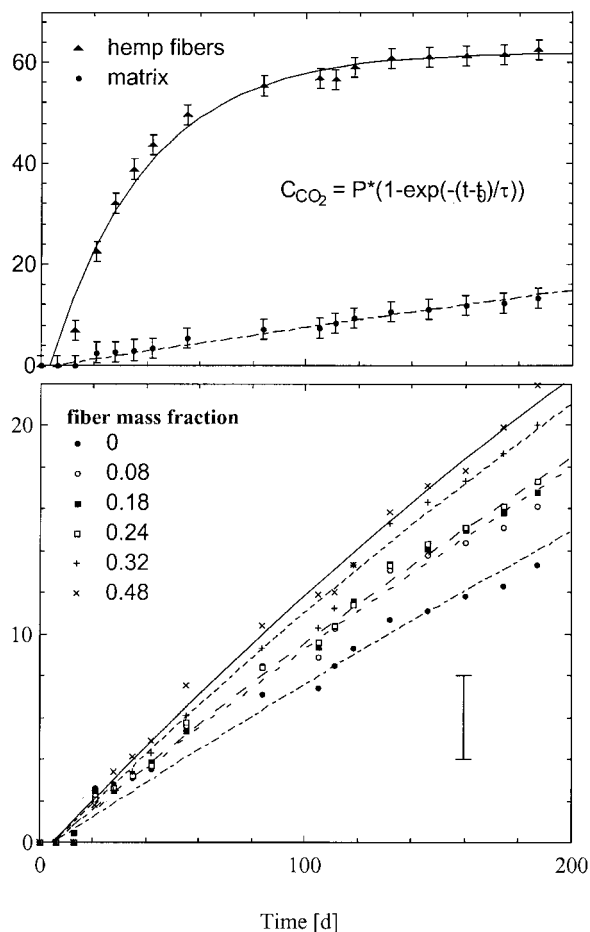 60
40
20
0
hemp fibers
matrix
C_CO2 = P*(1-exp(-(t-t0)/τ))
20
10
0
fiber mass fraction
0
0.08
0.18
0.24
0.32
0.48
0 100 200
Time [d]